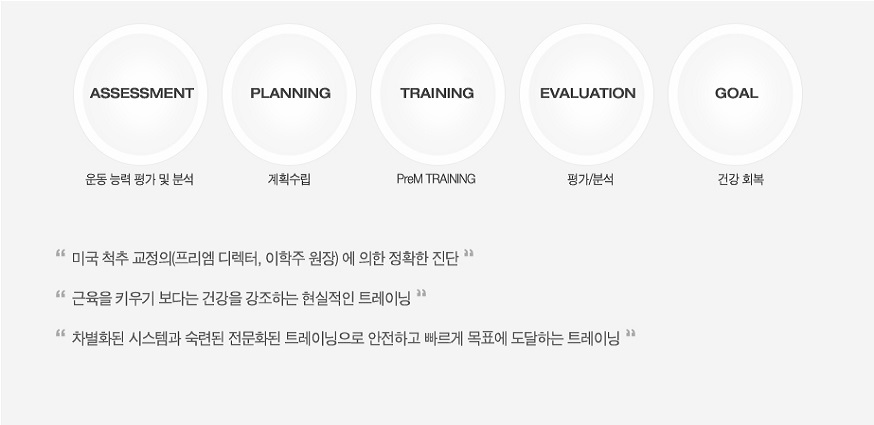 ASSESSMENT PLANNING TRAINING EVALUATION GOAL
운동 능력 평가 및 분석 계획수립 PreM TRAINING 평가/분석 건강 회복
“ 미국 척추 교정의(프리엠 디렉터, 이학주 원장) 에 의한 정확한 진단 ”
“ 근육을 키우기 보다는 건강을 강조하는 현실적인 트레이닝 ”
“ 차별화된 시스템과 숙련된 전문화된 트레이닝으로 안전하고 빠르게 목표에 도달하는 트레이닝 ”